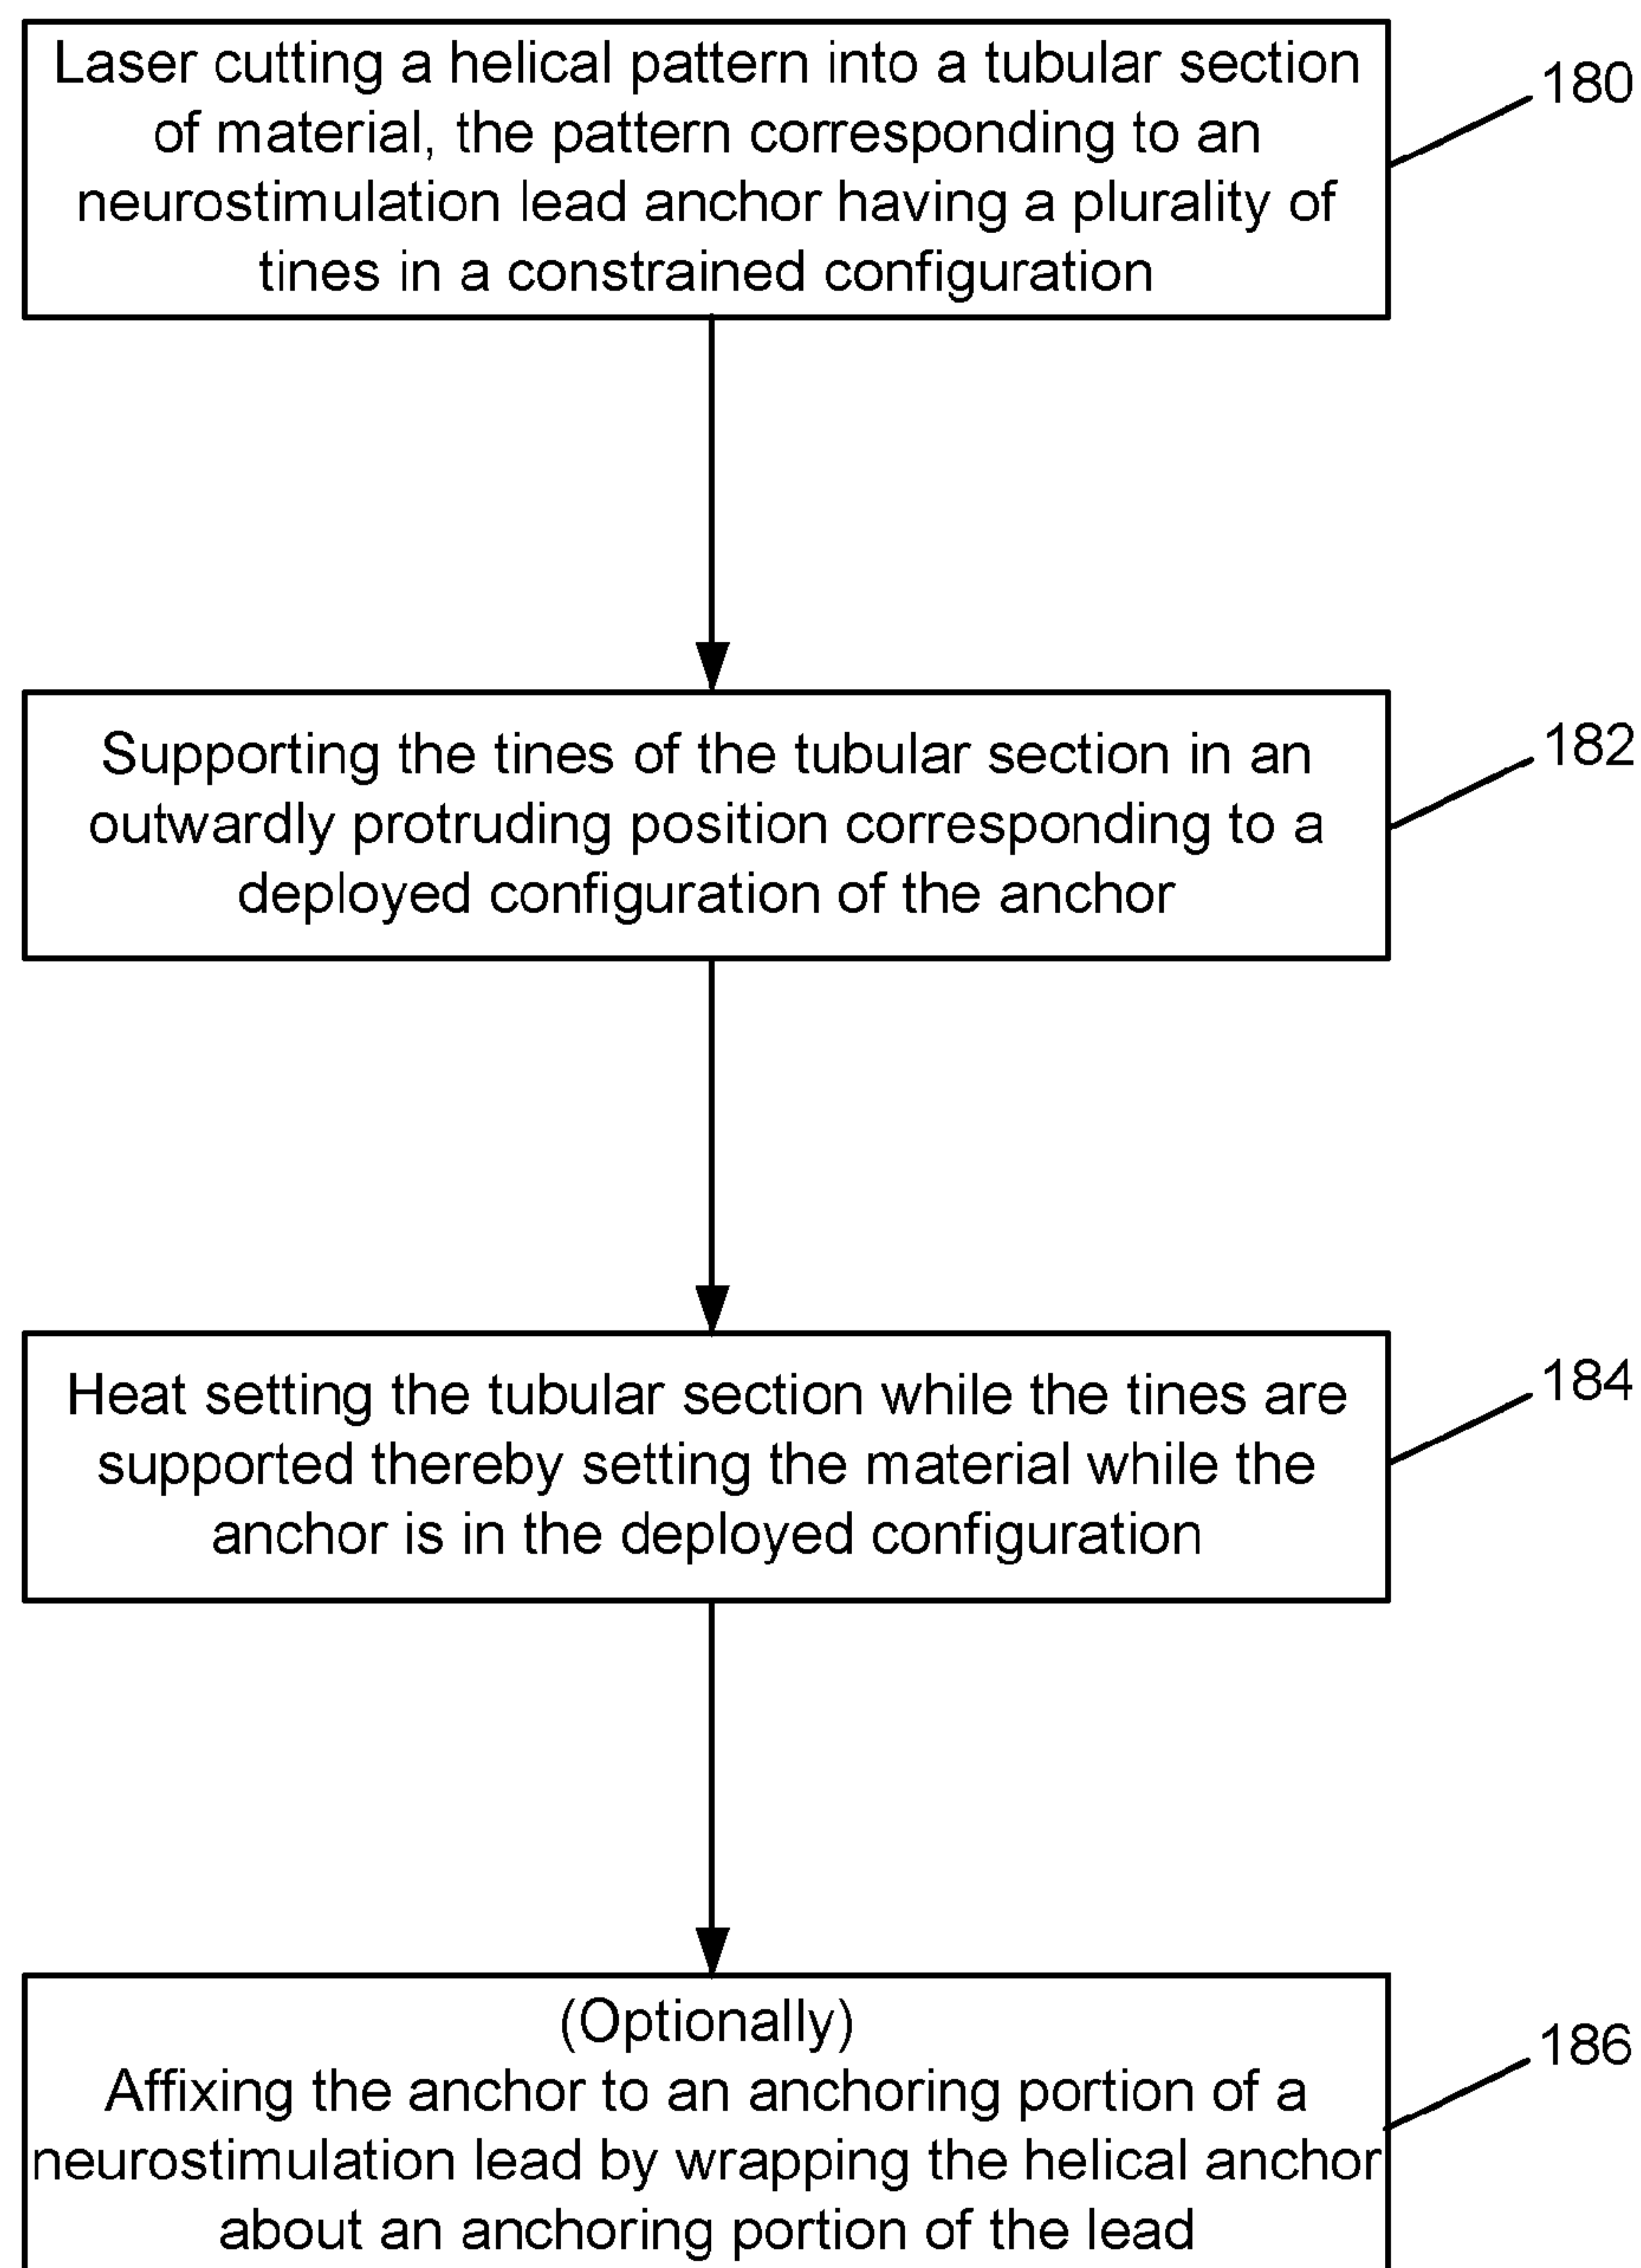 Laser cutting a helical pattern into a tubular section
of material, the pattern corresponding to an
neurostimulation lead anchor having a plurality of
tines in a constrained configuration
180
Supporting the tines of the tubular section in an
outwardly protruding position corresponding to a
deployed configuration of the anchor
182
Heat setting the tubular section while the tines are
supported thereby setting the material while the
anchor is in the deployed configuration
184
(Optionally)
Affixing the anchor to an anchoring portion of a
neurostimulation lead by wrapping the helical anchor
about an anchoring portion of the lead
186